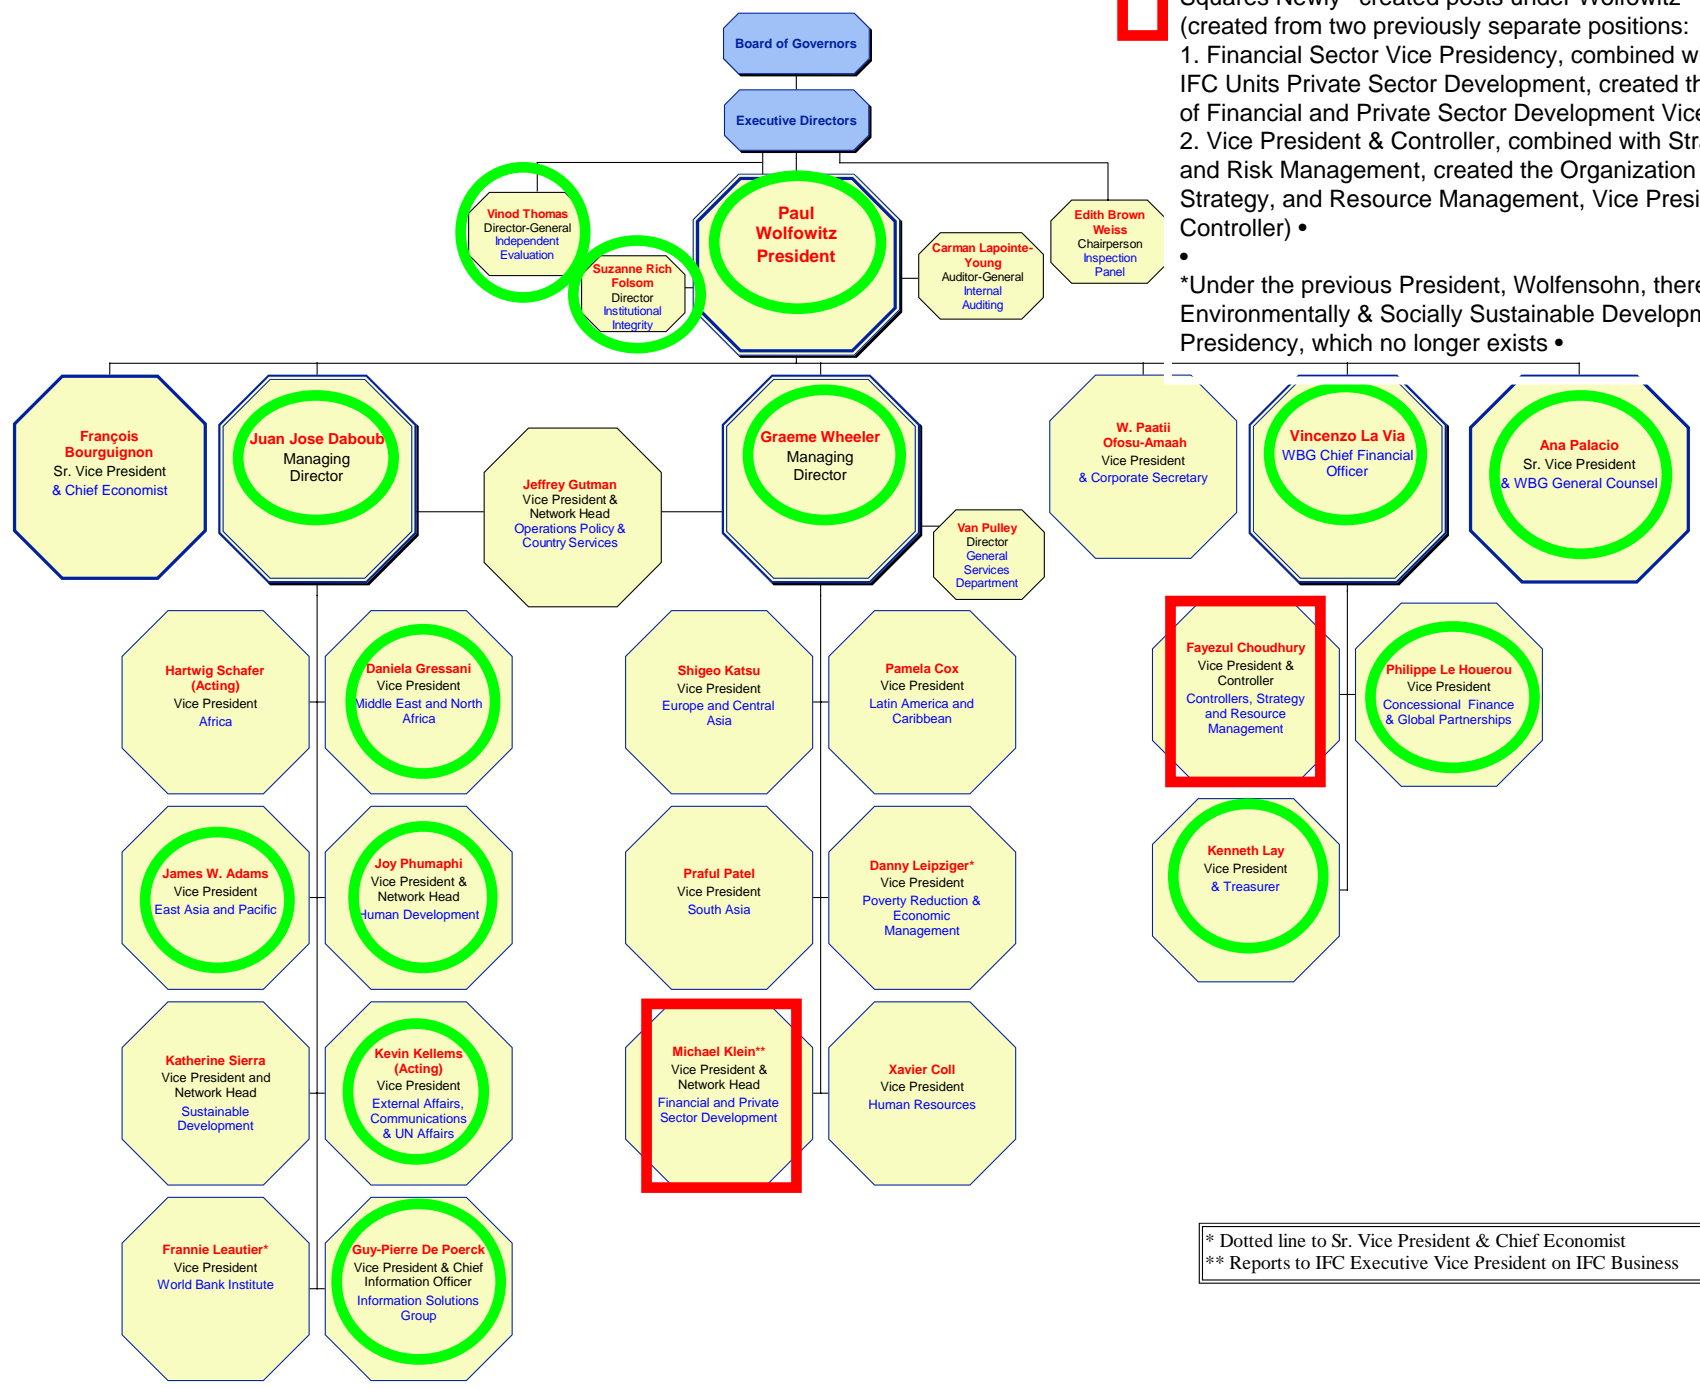 Squares Newly created posts under Wolfowitz
(created from two previously separate positions:
1. Financial Sector Vice Presidency, combined
IFC Units Private Sector Development, created
of Financial and Private Sector Development
2. Vice President & Controller, combined with
and Risk Management, created the Organization
Strategy, and Resource Management, Vice
Controller) •
•
*Under the previous President, Wolfensohn,
Environmentally & Socially Sustainable
Presidency, which no longer exists •
Board of Governors
Executive Directors
Vinod Thomas
Director-General
Independent
Evaluation
Suzanne Rich
Folsom
Director
Institutional
Integrity
Paul
Wolfowitz
President
Carman Lapointe-
Young
Auditor-General
Internal
Auditing
Edith Brown
Weiss
Chairperson
Inspection
Panel
François
Bourguignon
Sr. Vice President
& Chief Economist
Juan Jose Daboub
Managing
Director
Jeffrey Gutman
Vice President &
Network Head
Operations Policy &
Country Services
Graeme Wheeler
Managing
Director
Van Pulley
Director
General
Services
Department
W. Paatii
Ofosu-Amaah
Vice President
& Corporate Secretary
Vincenzo La Via
WBG Chief Financial
Officer
Ana Palacio
Sr. Vice President
& WBG General Counsel
Hartwig Schafer
(Acting)
Vice President
Africa
Daniela Gressani
Vice President
Middle East and North
Africa
Shigeo Katsu
Vice President
Europe and Central
Asia
Pamela Cox
Vice President
Latin America and
Caribbean
Fayezul Choudhury
Vice President &
Controller
Controllers, Strategy
and Resource
Management
Philippe Le Houerou
Vice President
Concessional Finance
& Global Partnerships
James W. Adams
Vice President
East Asia and Pacific
Joy Phumaphi
Vice President &
Network Head
Human Development
Praful Patel
Vice President
South Asia
Danny Leipziger*
Vice President
Poverty Reduction &
Economic
Management
Kenneth Lay
Vice President
& Treasurer
Katherine Sierra
Vice President and
Network Head
Sustainable
Development
Kevin Kellems
(Acting)
Vice President
External Affairs,
Communications
& UN Affairs
Michael Klein**
Vice President &
Network Head
Financial and Private
Sector Development
Xavier Coll
Vice President
Human Resources
Frannie Leautier*
Vice President
World Bank Institute
Guy-Pierre De Poerck
Vice President & Chief
Information Officer
Information Solutions
Group
* Dotted line to Sr. Vice President & Chief Economist
** Reports to IFC Executive Vice President on IFC Business